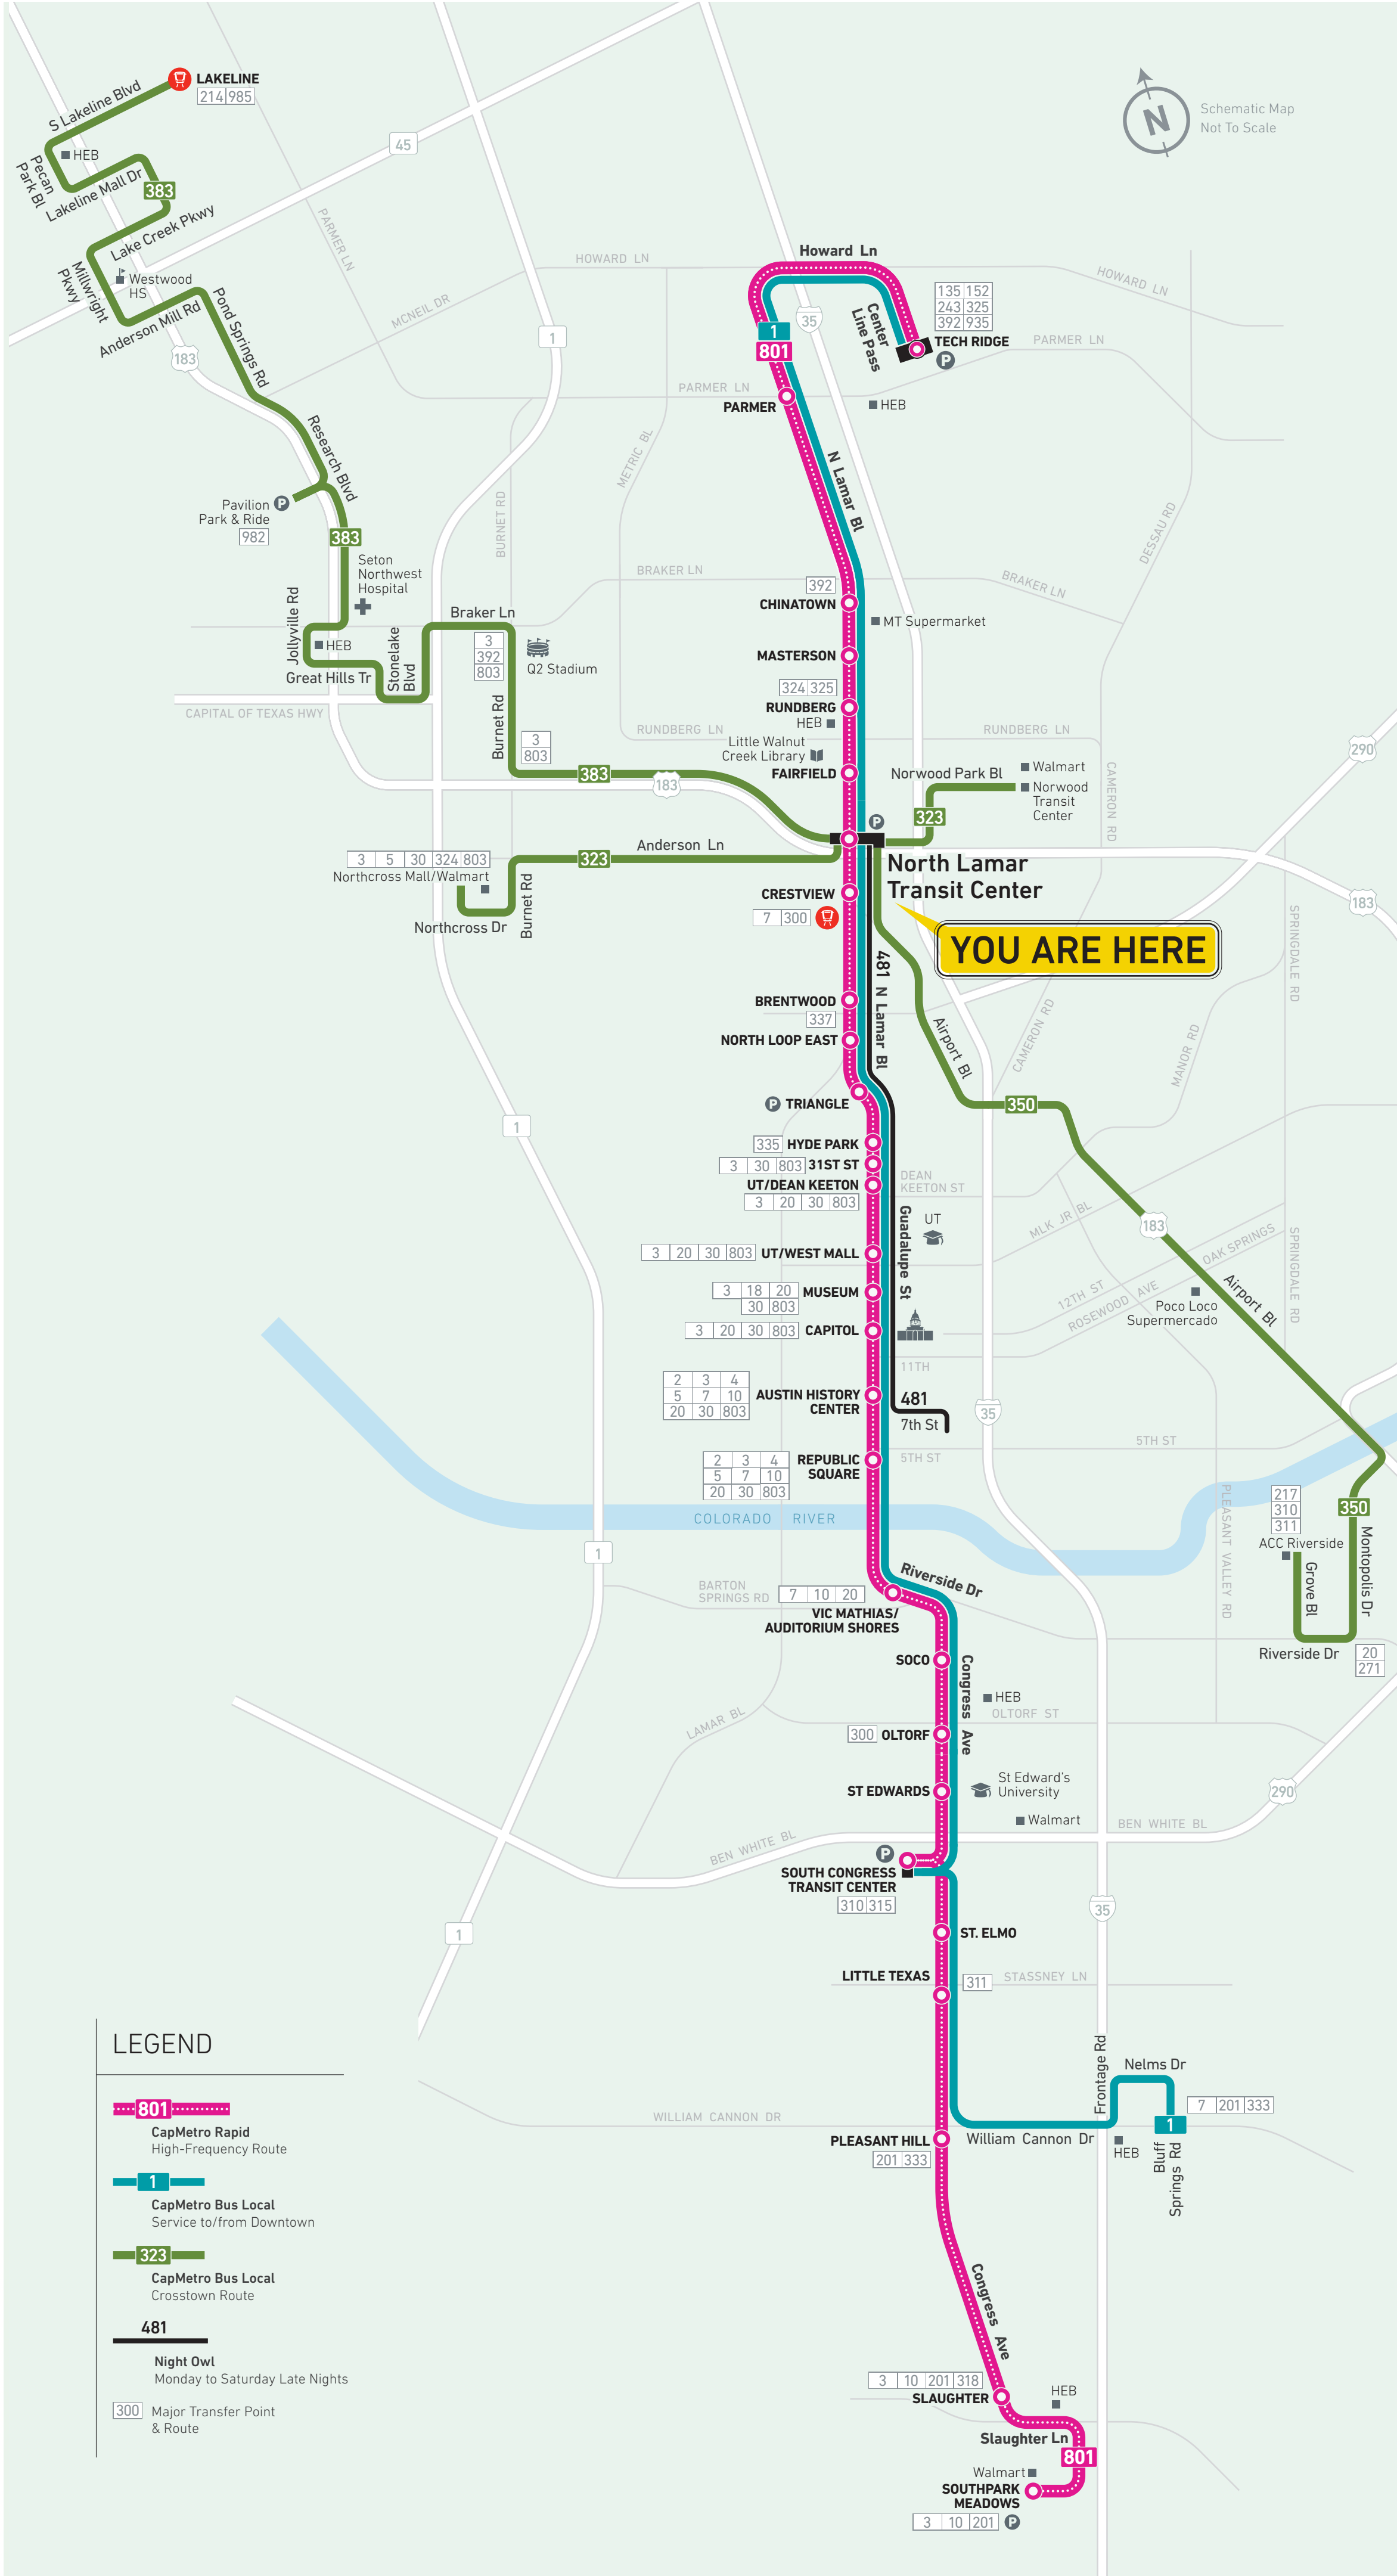 LAKELINE
214 985
S Lakeline Blvd
HEB
Pecan
Park Bl
Lakeline Mall Dr
383
45
Lake Creek Pkwy
Westwood
HS
Millwright
Pkwy
Anderson Mill Rd
Pond Springs Rd
183
PARMER LN
MCNEIL DR
HOWARD LN
1
N
Schematic Map
Not To Scale
Howard Ln
HOWARD LN
135 152
243 325
392 935
TECH RIDGE
P
Center
Line Pass
35
1
801
PARMER LN
PARMER LN
PARMER
HEB
Research Blvd
METRIC BL
N Lamar Bl
BURNET RD
DESSAU RD
Pavilion
Park & Ride
P
982
383
Seton
Northwest
Hospital
BRAKER LN
BRAKER LN
392
CHINATOWN
MT Supermarket
Jollyville Rd
HEB
Great Hills Tr
Stonelake
Blvd
Braker Ln
3
392
803
Q2 Stadium
MASTERSON
324 325
RUNDBERG
HEB
CAPITAL OF TEXAS HWY
Burnet Rd
3
803
RUNDBERG LN
RUNDBERG LN
Little Walnut
Creek Library
FAIRFIELD
383
183
Norwood Park Bl
Walmart
Norwood
Transit
Center
CAMERON RD
290
323
P
3 5 30 324 803
Northcross Mall/Walmart
323
Anderson Ln
Burnet Rd
Northcross Dr
North Lamar
Transit Center
YOU ARE HERE
CRESTVIEW
7 300
183
SPRINGDALE RD
481 N Lamar Bl
BRENTWOOD
337
NORTH LOOP EAST
Airport Bl
CAMERON RD
MANOR RD
P TRIANGLE
350
1
335 HYDE PARK
3 30 803 31ST ST
UT/DEAN KEETON
3 20 30 803
DEAN
KEETON ST
Guadalupe St
UT
MLK JR BL
183
OAK SPRINGS
SPRINGDALE RD
3 20 30 803 UT/WEST MALL
3 18 20
30 803
MUSEUM
12TH ST
ROSEWOOD AVE
Poco Loco
Supermercado
Airport Bl
3 20 30 803 CAPITOL
11TH
2 3 4
5 7 10
20 30 803
AUSTIN HISTORY
CENTER
481
7th St
35
5TH ST
5TH ST
2 3 4
5 7 10
20 30 803
REPUBLIC
SQUARE
COLORADO RIVER
1
PLEASANT VALLEY RD
217
310
311
ACC Riverside
350
Grove Bl
Montopolis Dr
Riverside Dr
20
271
Riverside Dr
BARTON
SPRINGS RD
7 10 20
VIC MATHIAS/
AUDITORIUM SHORES
SOCO
Congress Ave
HEB
OLTORF ST
LAMAR BL
300 OLTORF
ST EDWARDS
St Edward's
University
Walmart
BEN WHITE BL
BEN WHITE BL
290
P
SOUTH CONGRESS
TRANSIT CENTER
310 315
35
1
ST. ELMO
LITTLE TEXAS
311
STASSNEY LN
Frontage Rd
Nelms Dr
7 201 333
1
Bluff
Springs Rd
WILLIAM CANNON DR
William Cannon Dr
HEB
PLEASANT HILL
201 333
Congress Ave
3 10 201 318
SLAUGHTER
HEB
Slaughter Ln
801
Walmart
SOUTHPARK
MEADOWS
3 10 201 P
LEGEND
801
CapMetro Rapid
High-Frequency Route
1
CapMetro Bus Local
Service to/from Downtown
323
CapMetro Bus Local
Crosstown Route
481
Night Owl
Monday to Saturday Late Nights
300
Major Transfer Point
& Route